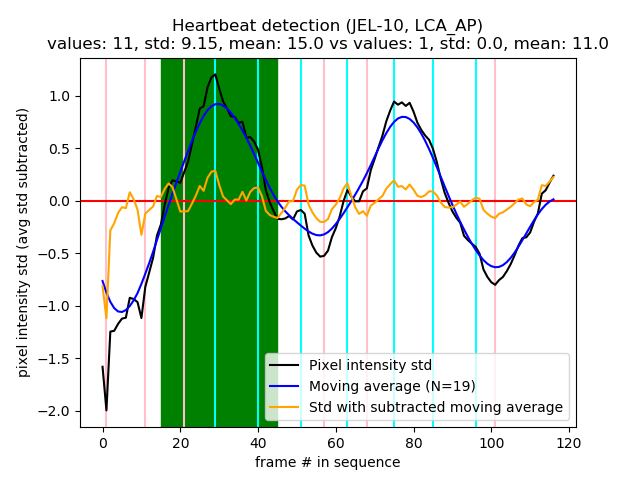 Heartbeat detection (JEL-10, LCA_AP)
values: 11, std: 9.15, mean: 15.0 vs values: 1, std: 0.0, mean: 11.0
pixel intensity std (avg std subtracted)
1.0
0.5
0.0
−0.5
−1.0
−1.5
−2.0
Pixel intensity std
Moving average (N=19)
Std with subtracted moving average
0 20 40 60 80 100 120
frame # in sequence